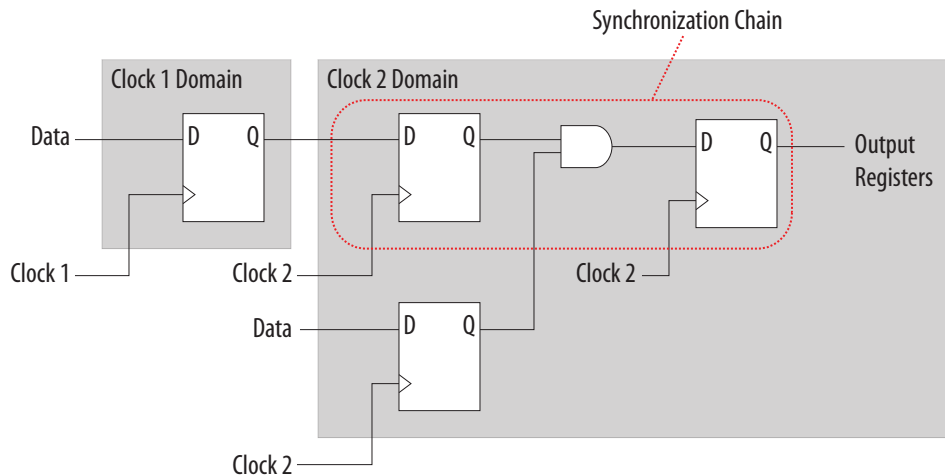 Synchronization Chain
Clock 1 Domain
Clock 2 Domain
Data
D Q
D Q
D Q
Output
Registers
Clock 1
Clock 2
Clock 2
Data
D Q
Clock 2